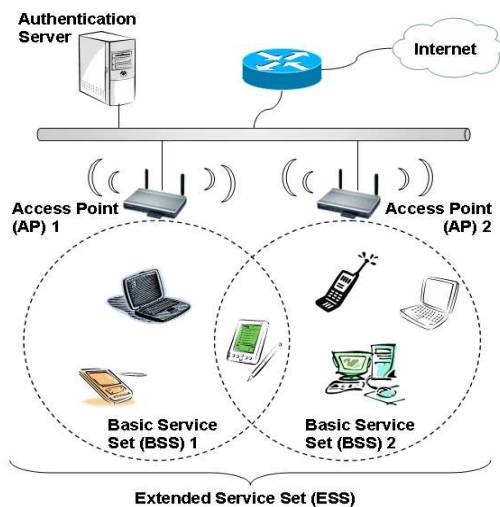 Authentication
Server
Internet
Access Point
(AP) 1
Access Point
(AP) 2
Basic Service
Set (BSS) 1
Basic Service
Set (BSS) 2
Extended Service Set (ESS)